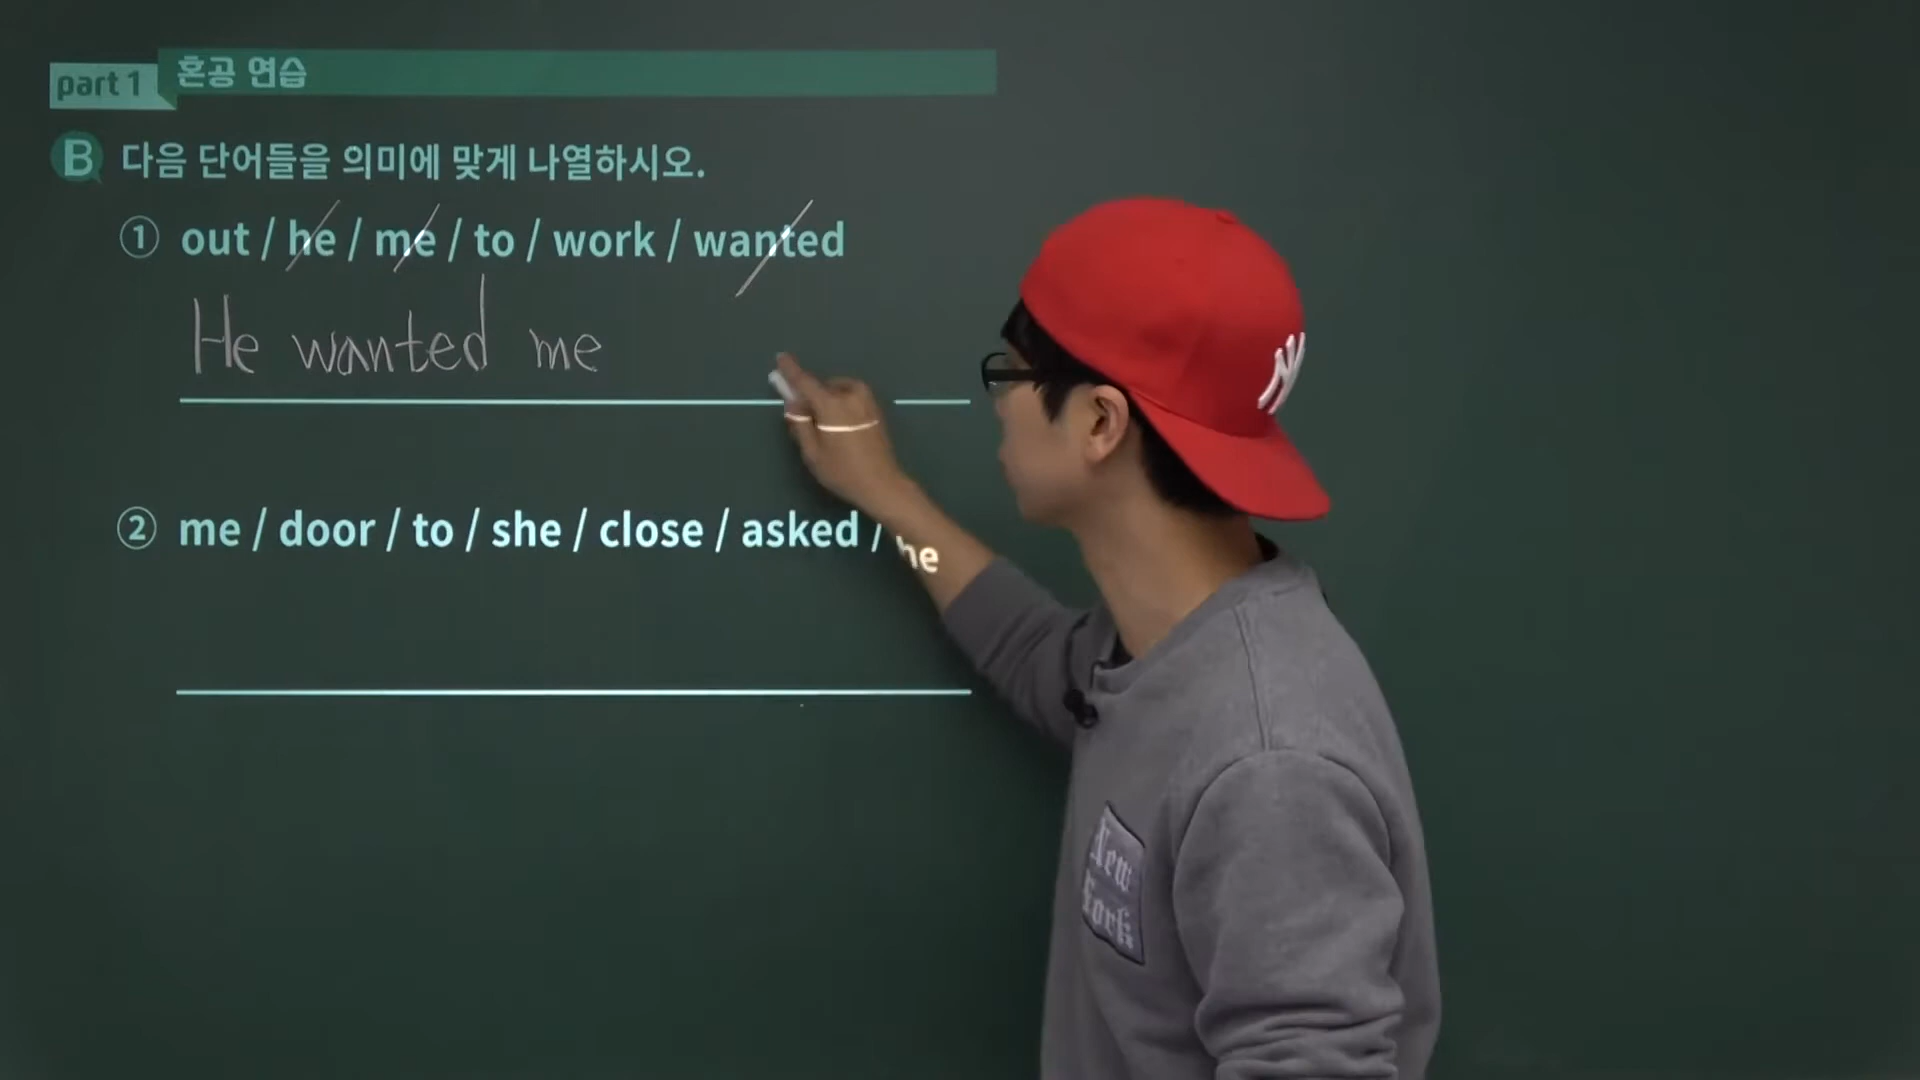 part 1 혼공 연습
B 다음 단어들을 의미에 맞게 나열하시오.
① out / he / me / to / work / wanted
He wanted me
② me / door / to / she / close / asked / he
NY
New
York